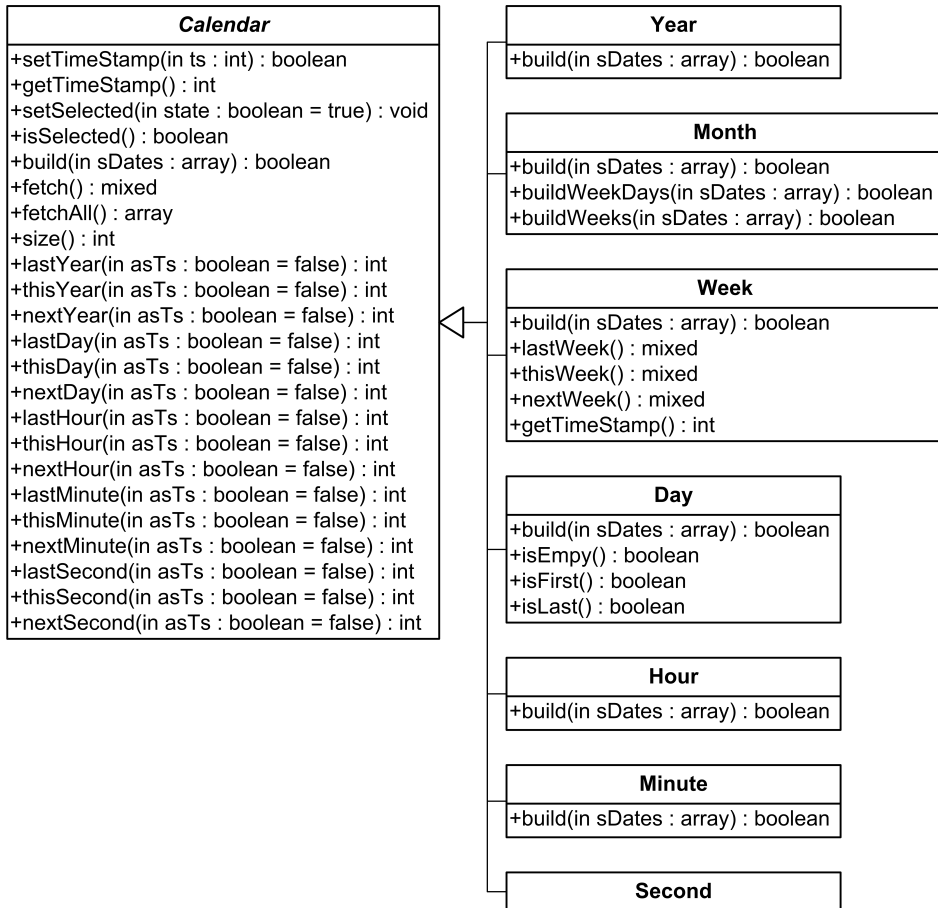 Calendar
+setTimeStamp(in ts : int) : boolean
+getTimeStamp() : int
+setSelected(in state : boolean = true) : void
+isSelected() : boolean
+build(in sDates : array) : boolean
+fetch() : mixed
+fetchAll() : array
+size() : int
+lastYear(in asTs : boolean = false) : int
+thisYear(in asTs : boolean = false) : int
+nextYear(in asTs : boolean = false) : int
+lastDay(in asTs : boolean = false) : int
+thisDay(in asTs : boolean = false) : int
+nextDay(in asTs : boolean = false) : int
+lastHour(in asTs : boolean = false) : int
+thisHour(in asTs : boolean = false) : int
+nextHour(in asTs : boolean = false) : int
+lastMinute(in asTs : boolean = false) : int
+thisMinute(in asTs : boolean = false) : int
+nextMinute(in asTs : boolean = false) : int
+lastSecond(in asTs : boolean = false) : int
+thisSecond(in asTs : boolean = false) : int
+nextSecond(in asTs : boolean = false) : int
Year
+build(in sDates : array) : boolean
Month
+build(in sDates : array) : boolean
+buildWeekDays(in sDates : array) : boolean
+buildWeeks(in sDates : array) : boolean
Week
+build(in sDates : array) : boolean
+lastWeek() : mixed
+thisWeek() : mixed
+nextWeek() : mixed
+getTimeStamp() : int
Day
+build(in sDates : array) : boolean
+isEmpy() : boolean
+isFirst() : boolean
+isLast() : boolean
Hour
+build(in sDates : array) : boolean
Minute
+build(in sDates : array) : boolean
Second